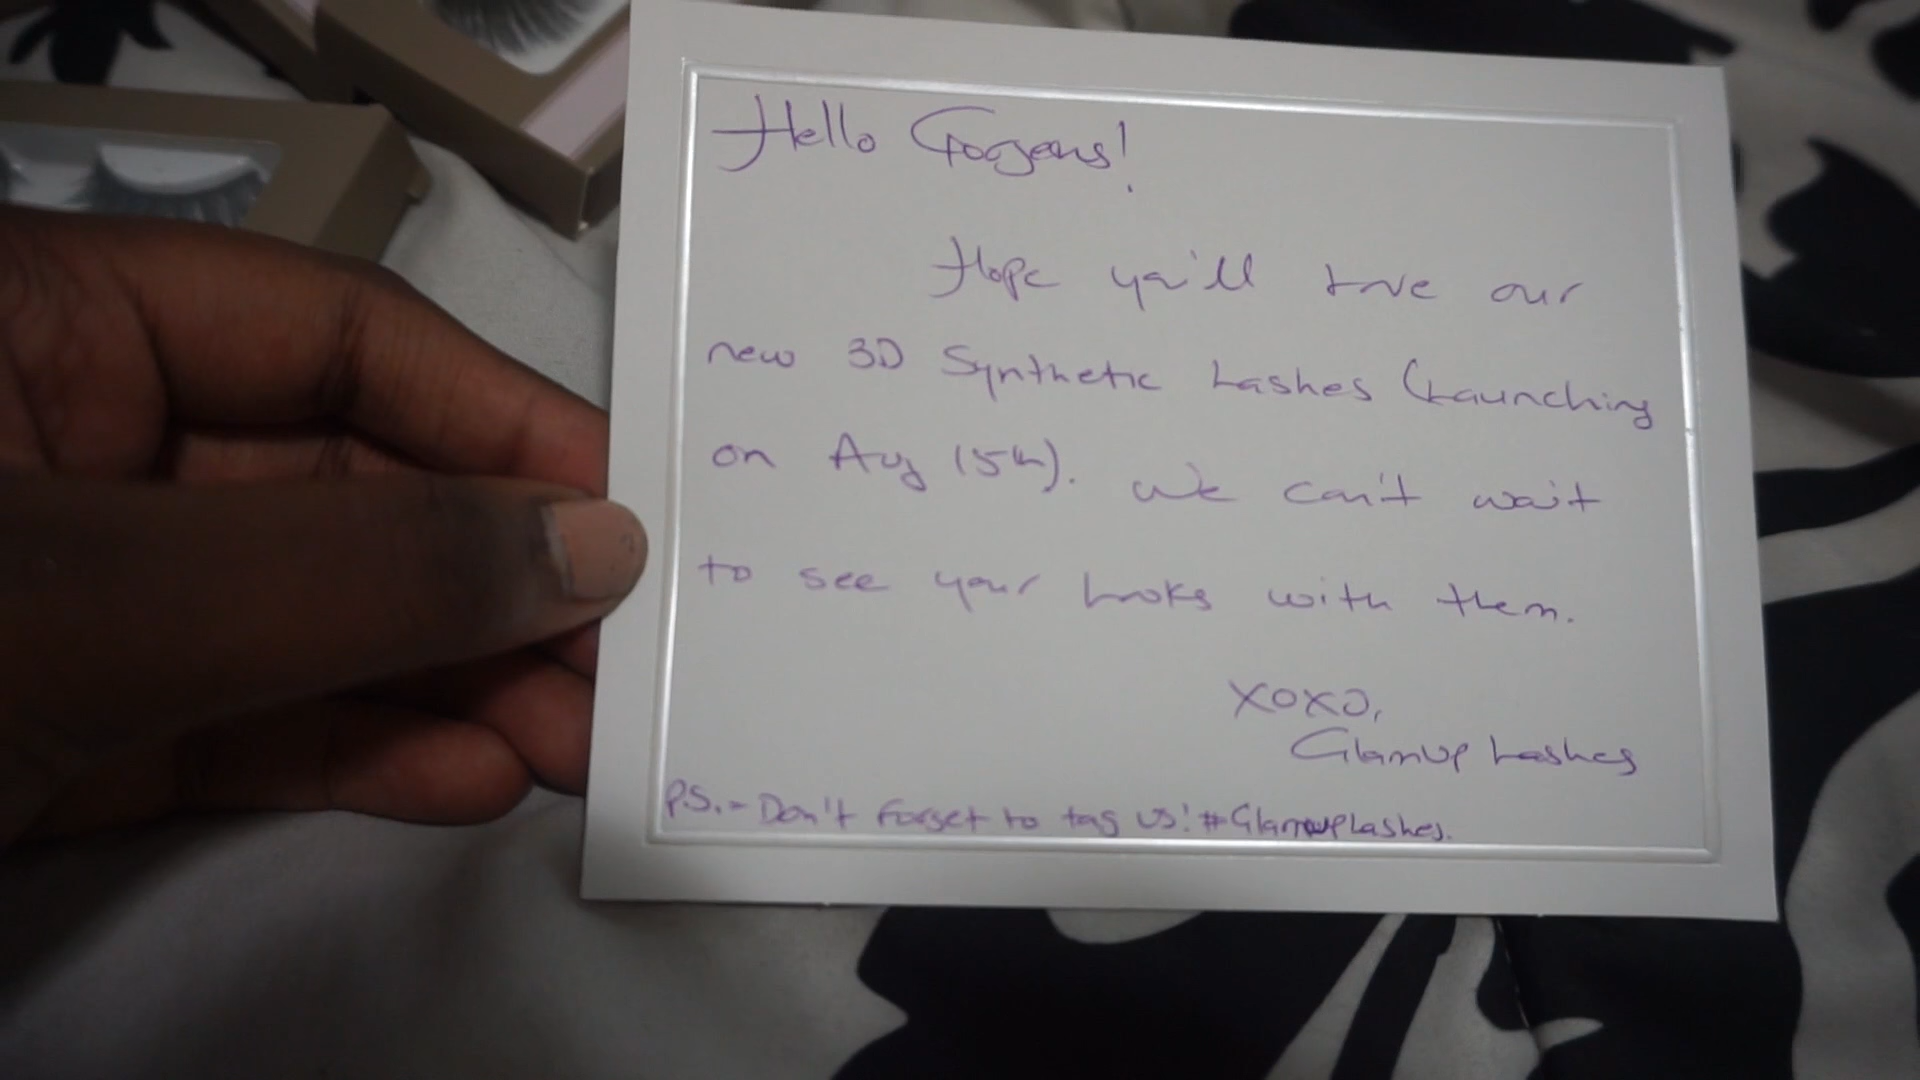 Hello Gorgeous!
Hope ya'll Love our
new 3D Synthetic Lashes (Launching
on Aug 15th). We can't wait
to see your Looks with them.
XOXO,
GlamUp Lashes
P.S. - Don't Forget to tag us! #GlamupLashes.